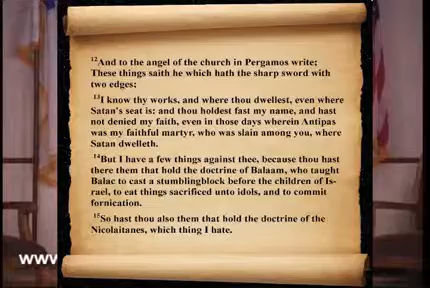 12And to the angel of the church in Pergamos write;
These things saith he which hath the sharp sword with
two edges;
13I know thy works, and where thou dwellest, even where
Satan's seat is: and thou holdest fast my name, and hast
not denied my faith, even in those days wherein Antipas
was my faithful martyr, who was slain among you, where
Satan dwelleth.
14But I have a few things against thee, because thou hast
there them that hold the doctrine of Balaam, who taught
Balac to cast a stumblingblock before the children of Is-
rael, to eat things sacrificed unto idols, and to commit
fornication.
15So hast thou also them that hold the doctrine of the
Nicolaitanes, which thing I hate.
www